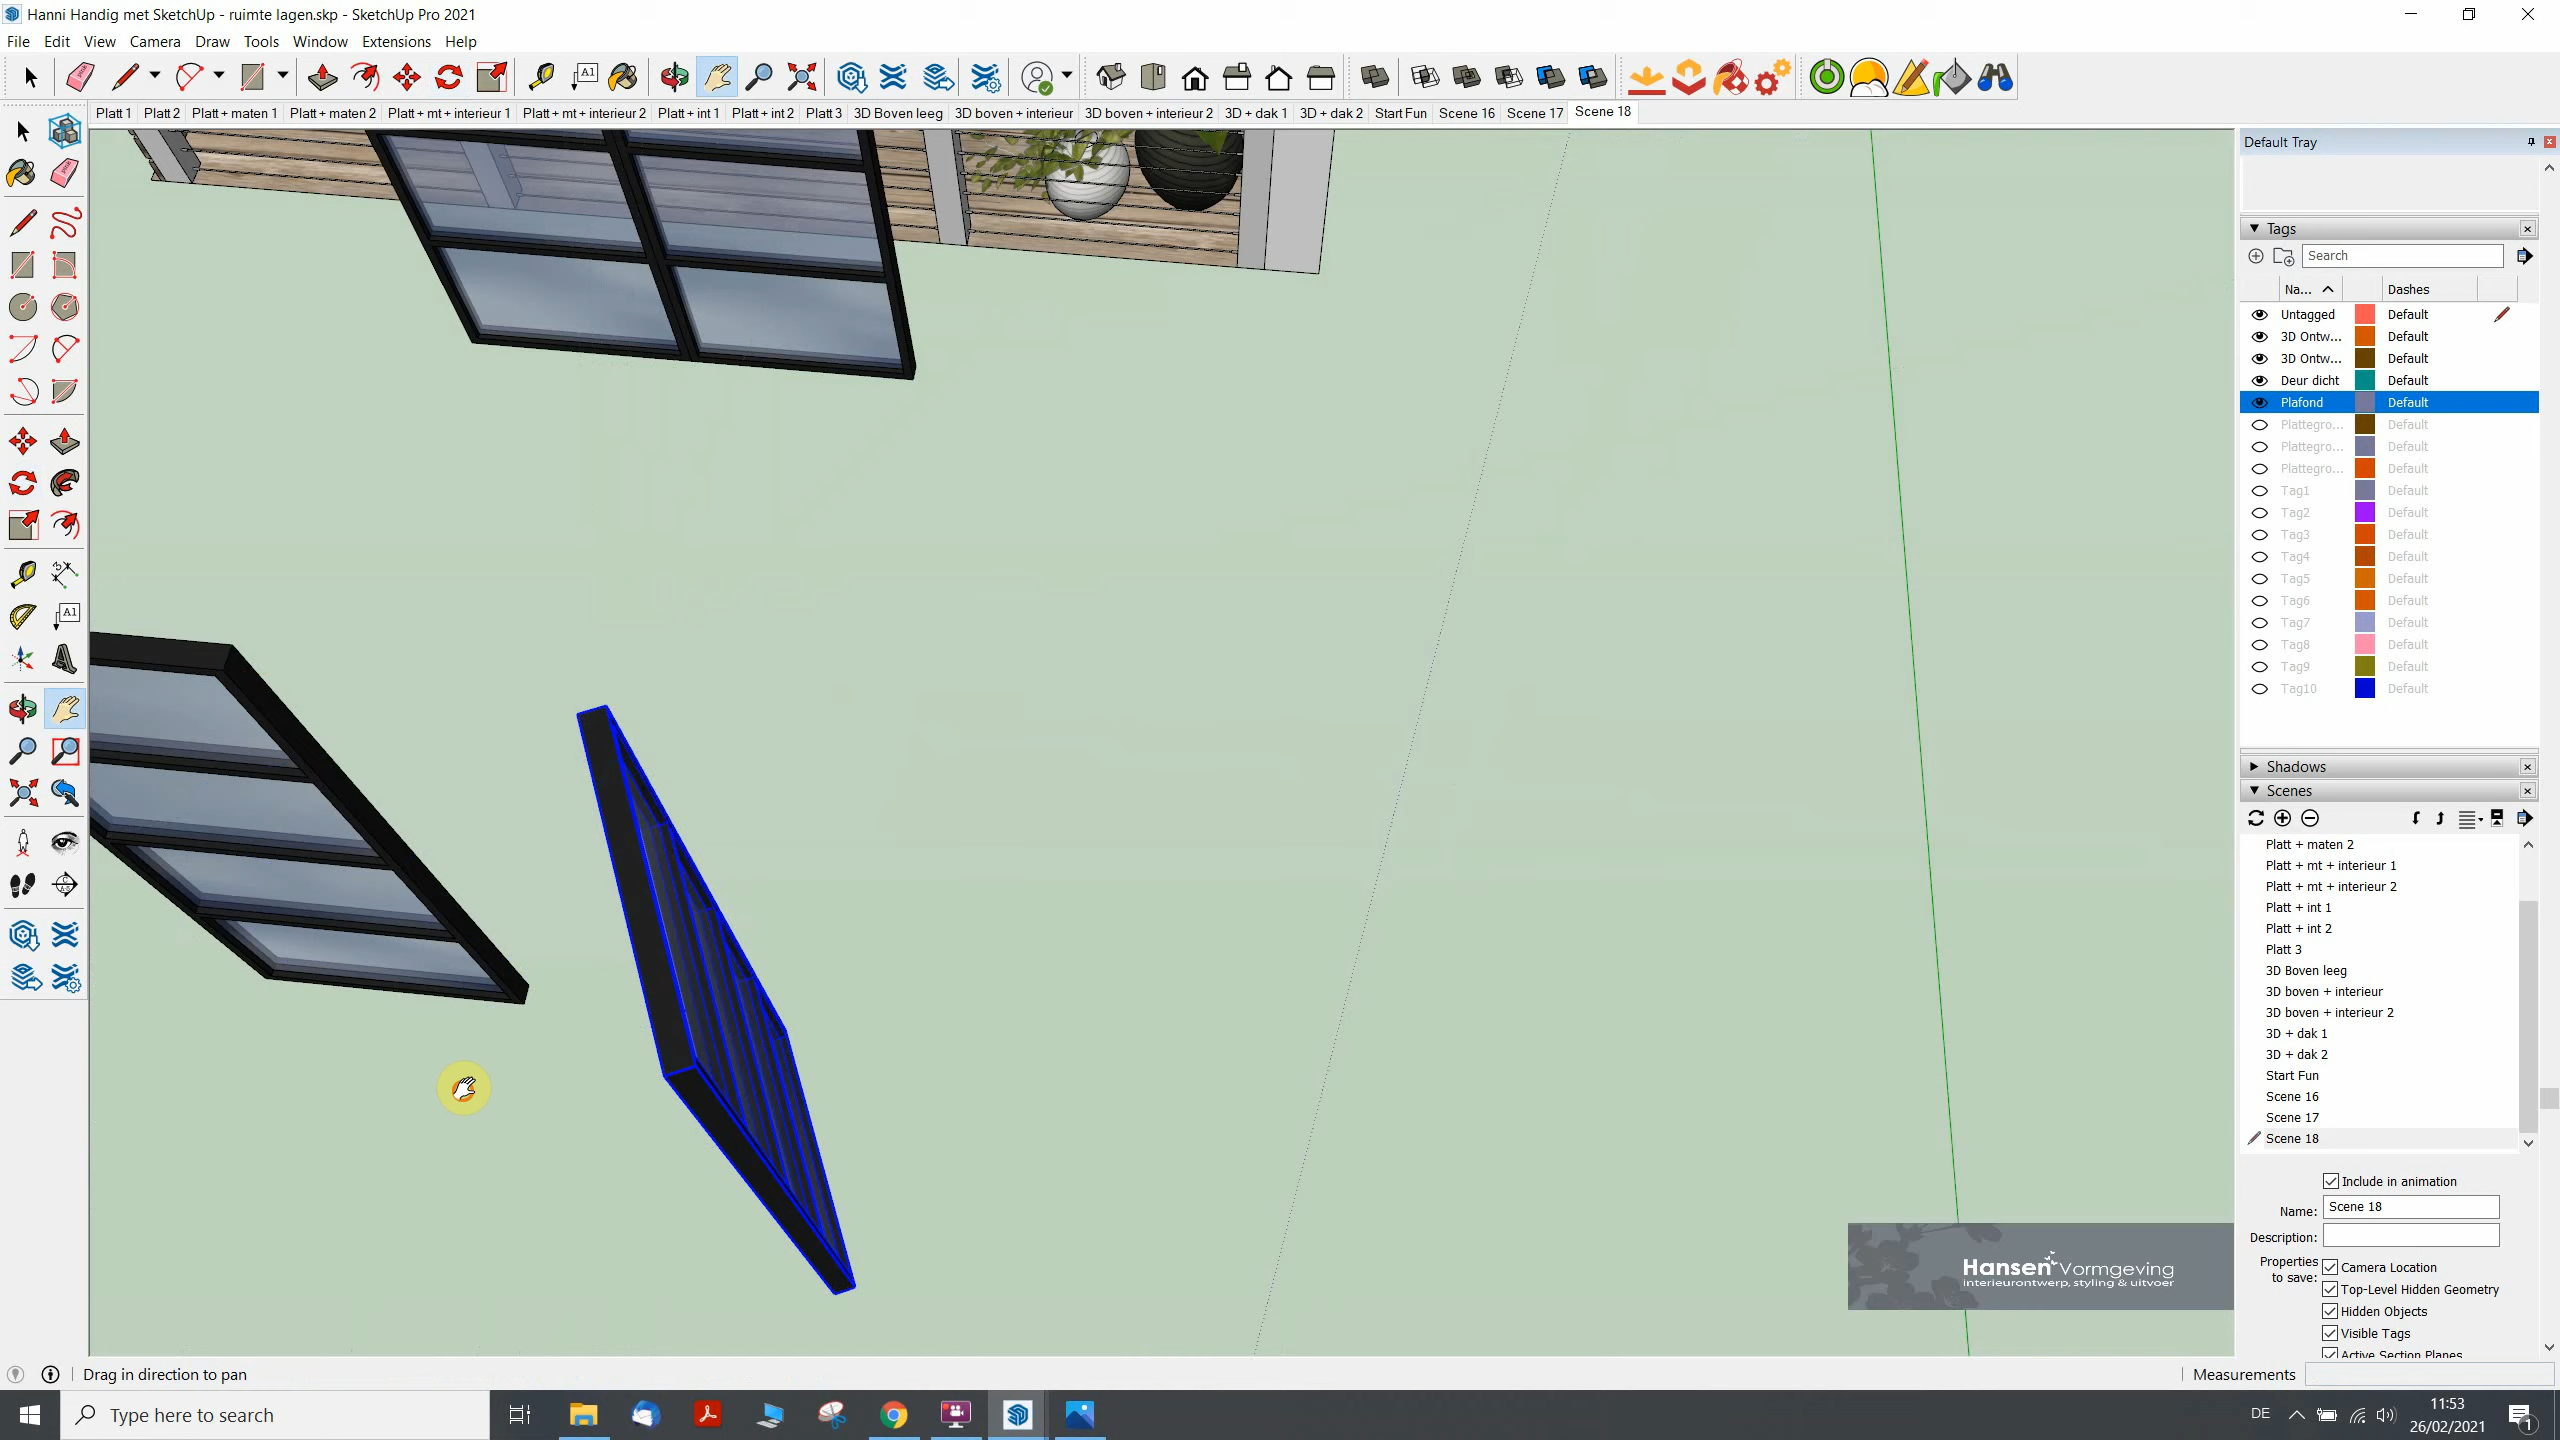 Hanni Handig met SketchUp - ruimte lagen.skp - SketchUp Pro 2021
File Edit View Camera Draw Tools Window Extensions Help
Platt 1 Platt 2 Platt + maten 1 Platt + maten 2 Platt + mt + interieur 1 Platt + mt + interieur 2 Platt + int 1 Platt + int 2 Platt 3 3D Boven leeg 3D boven + interieur 3D boven + interieur 2 3D + dak 1 3D + dak 2 Start Fun Scene 16 Scene 17 Scene 18
Default Tray
Tags
Search
Na... Dashes
Untagged Default
3D Ontw... Default
3D Ontw... Default
Deur dicht Default
Plafond Default
Plattegro... Default
Plattegro... Default
Plattegro... Default
Tag1 Default
Tag2 Default
Tag3 Default
Tag4 Default
Tag5 Default
Tag6 Default
Tag7 Default
Tag8 Default
Tag9 Default
Tag10 Default
Shadows
Scenes
Platt + maten 2
Platt + mt + interieur 1
Platt + mt + interieur 2
Platt + int 1
Platt + int 2
Platt 3
3D Boven leeg
3D boven + interieur
3D boven + interieur 2
3D + dak 1
3D + dak 2
Start Fun
Scene 16
Scene 17
Scene 18
Include in animation
Name: Scene 18
Description:
Properties to save:
Camera Location
Top-Level Hidden Geometry
Hidden Objects
Visible Tags
Active Section Planes
Hansen Vormgeving
interieurontwerp, styling & uitvoer
Drag in direction to pan
Measurements
Type here to search
DE
11:53
26/02/2021
1